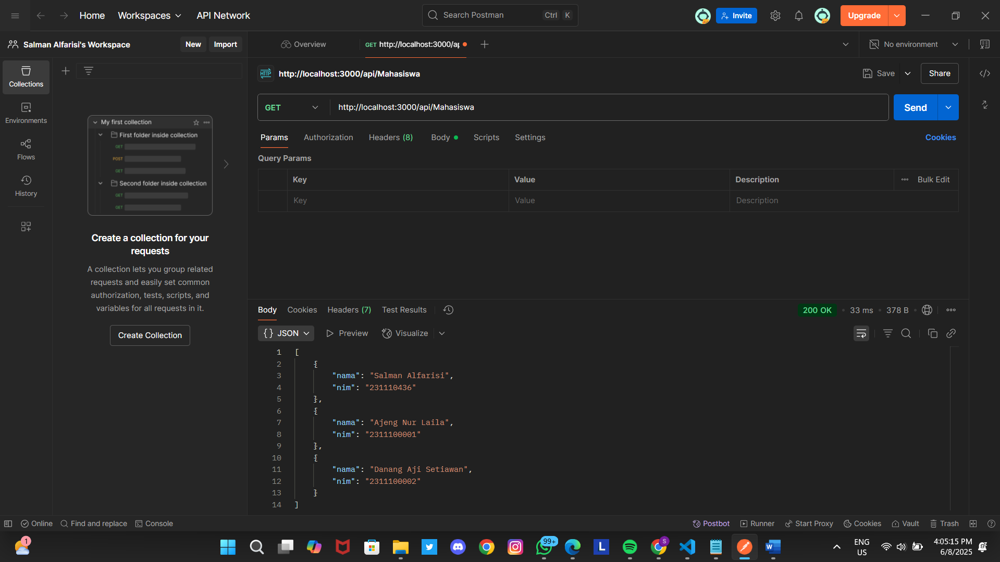 Home Workspaces API Network Search Postman Ctrl K Invite Upgrade
Salman Alfarisi's Workspace New Import Overview GET http://localhost:3000/ap No environment
HTTP http://localhost:3000/api/Mahasiswa Save Share
Collections
Environments
Flows
History
My first collection
First folder inside collection
GET
POST
GET
Second folder inside collection
GET
GET
Create a collection for your
requests
A collection lets you group related
requests and easily set common
authorization, tests, scripts, and
variables for all requests in it.
Create Collection
GET http://localhost:3000/api/Mahasiswa Send
Params Authorization Headers (8) Body Scripts Settings Cookies
Query Params
Key Value Description Bulk Edit
Key Value Description
Body Cookies Headers (7) Test Results 200 OK 33 ms 378 B
{} JSON Preview Visualize
1 [
2 {
3 "nama": "Salman Alfarisi",
4 "nim": "231110436"
5 },
6 {
7 "nama": "Ajeng Nur Laila",
8 "nim": "2311100001"
9 },
10 {
11 "nama": "Danang Aji Setiawan",
12 "nim": "2311100002"
13 }
14 ]
Online Find and replace Console Postbot Runner Start Proxy Cookies Vault Trash
1 99+ L S W ENG
US
4:05:15 PM
6/8/2025